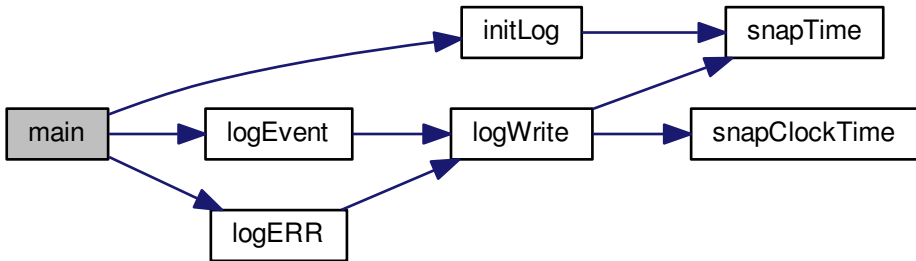 initLog
snapTime
main
logEvent
logWrite
snapClockTime
logERR